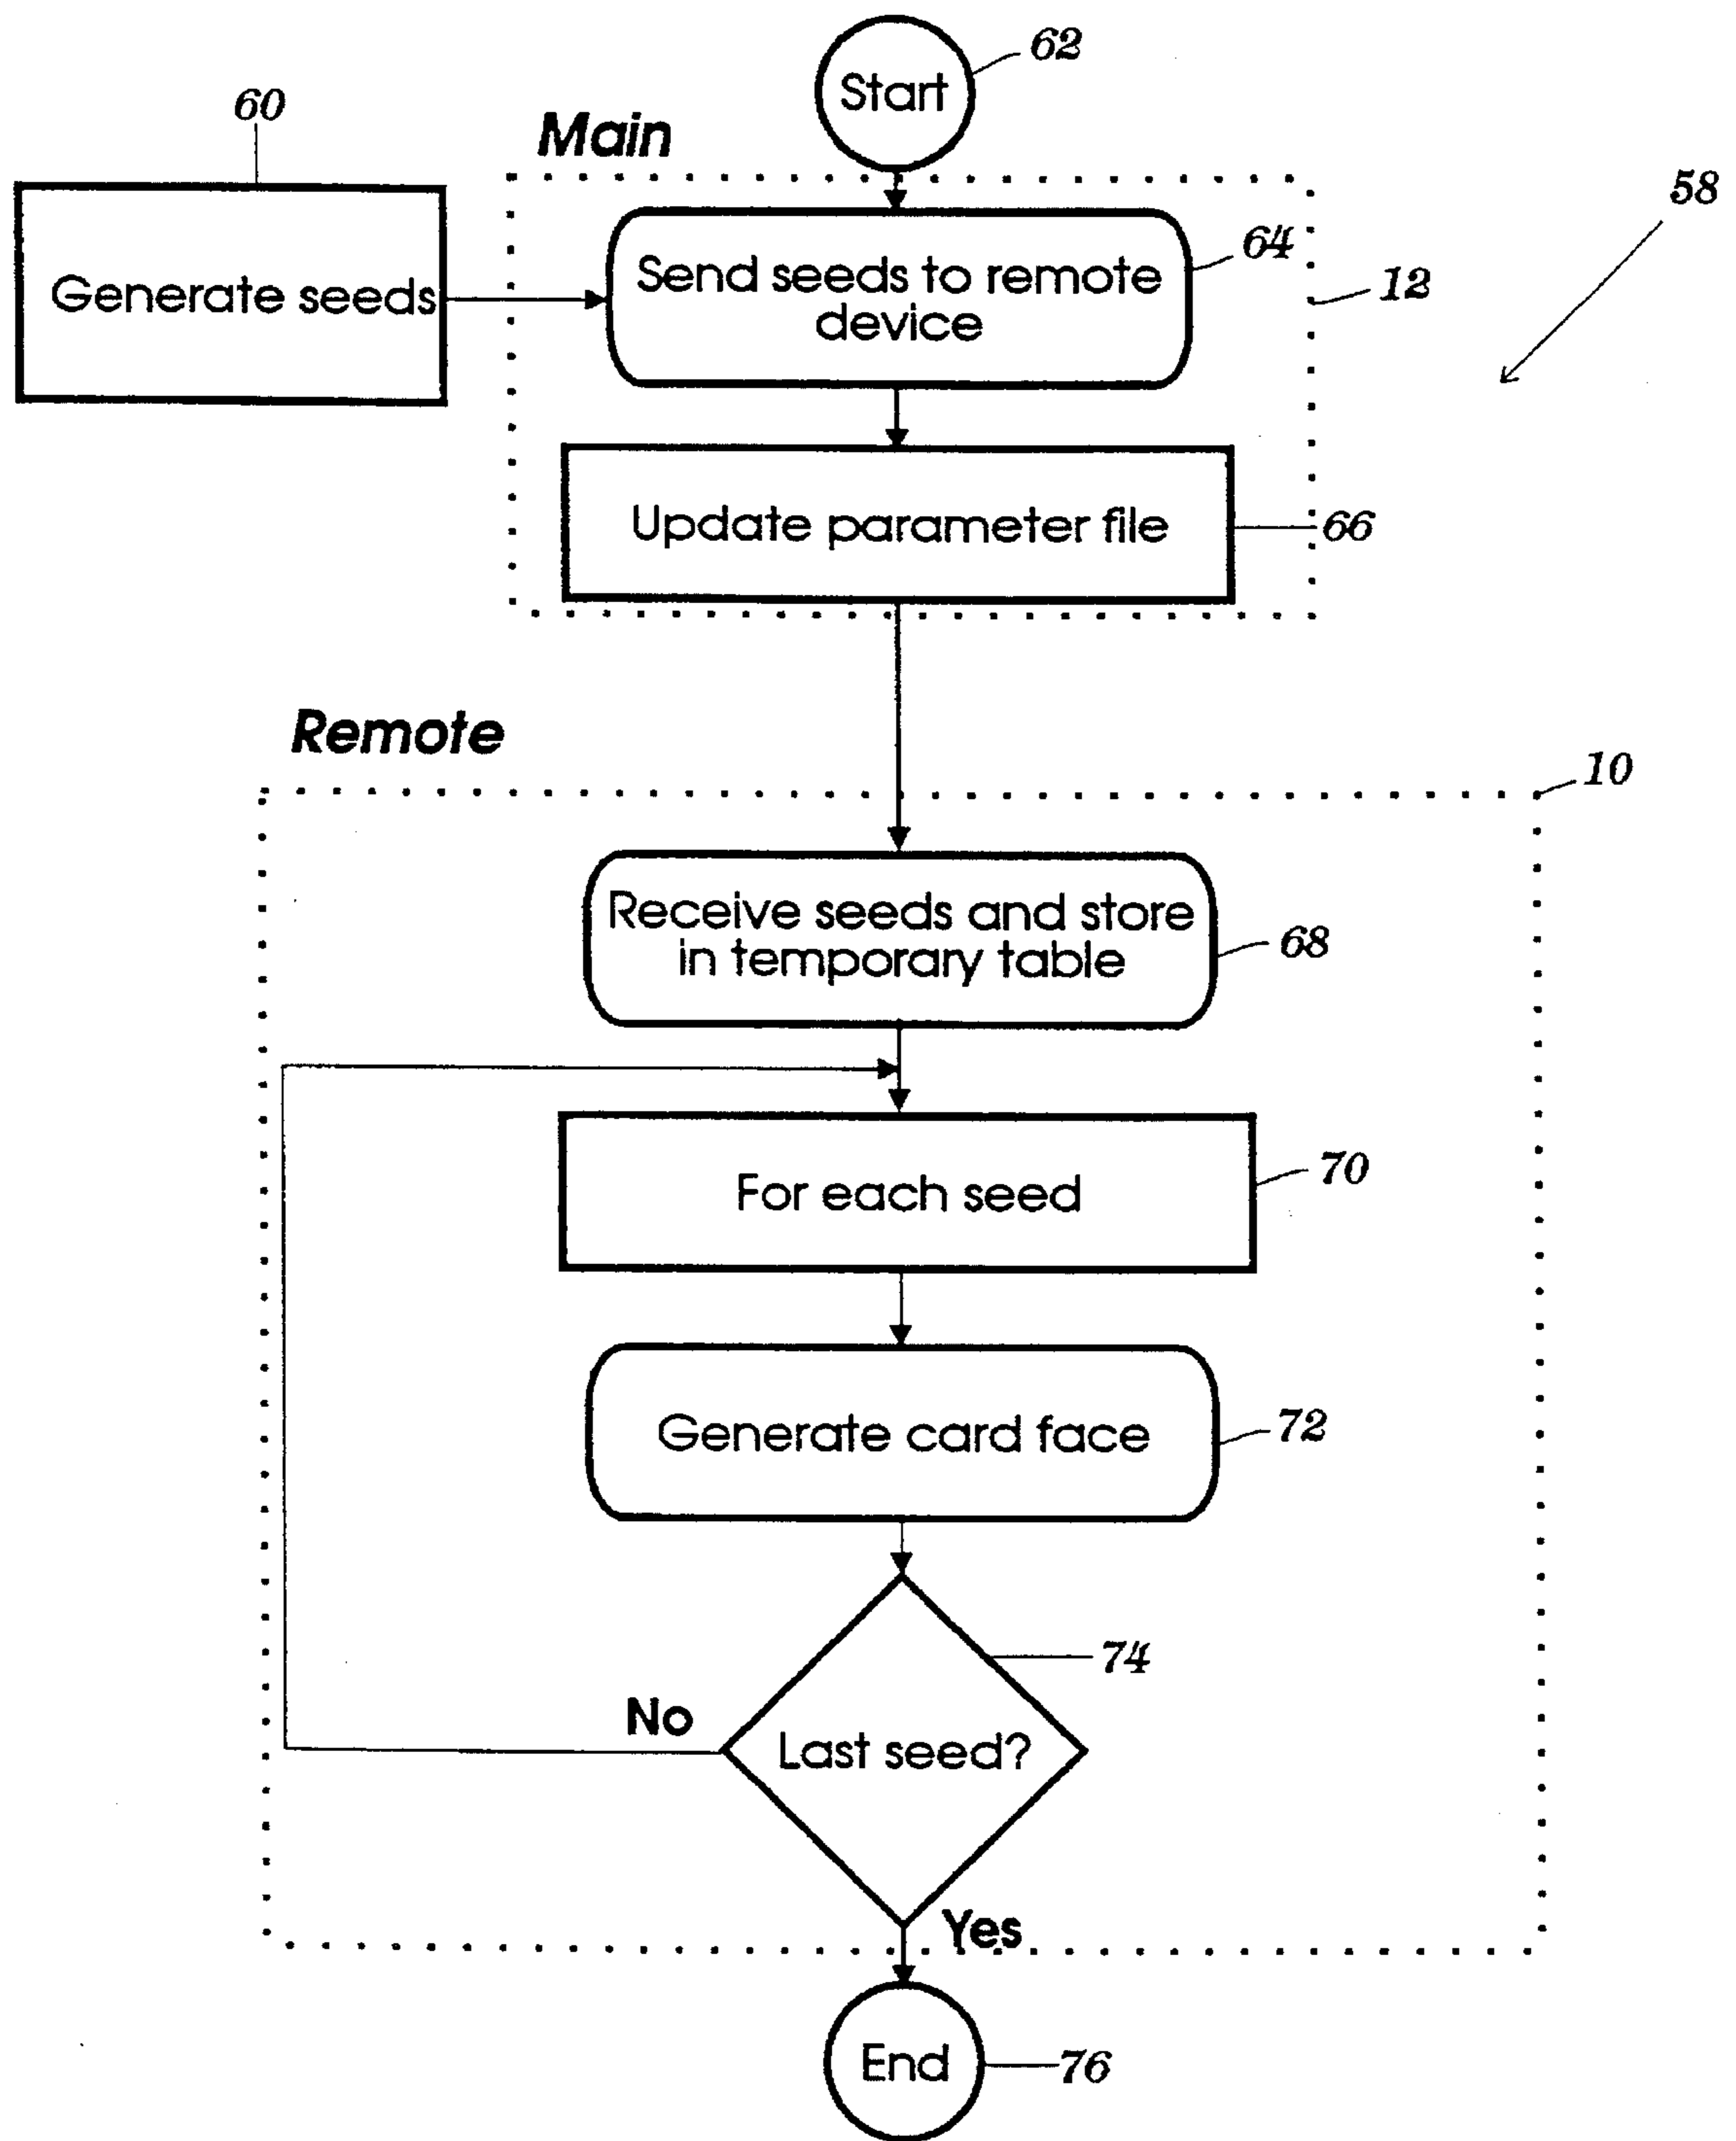 62
Start
60
Main
58
Generate seeds
64
Send seeds to remote
device
12
Update parameter file
66
Remote
10
Receive seeds and store
in temporary table
68
For each seed
70
Generate card face
72
74
No
Last seed?
Yes
End
76